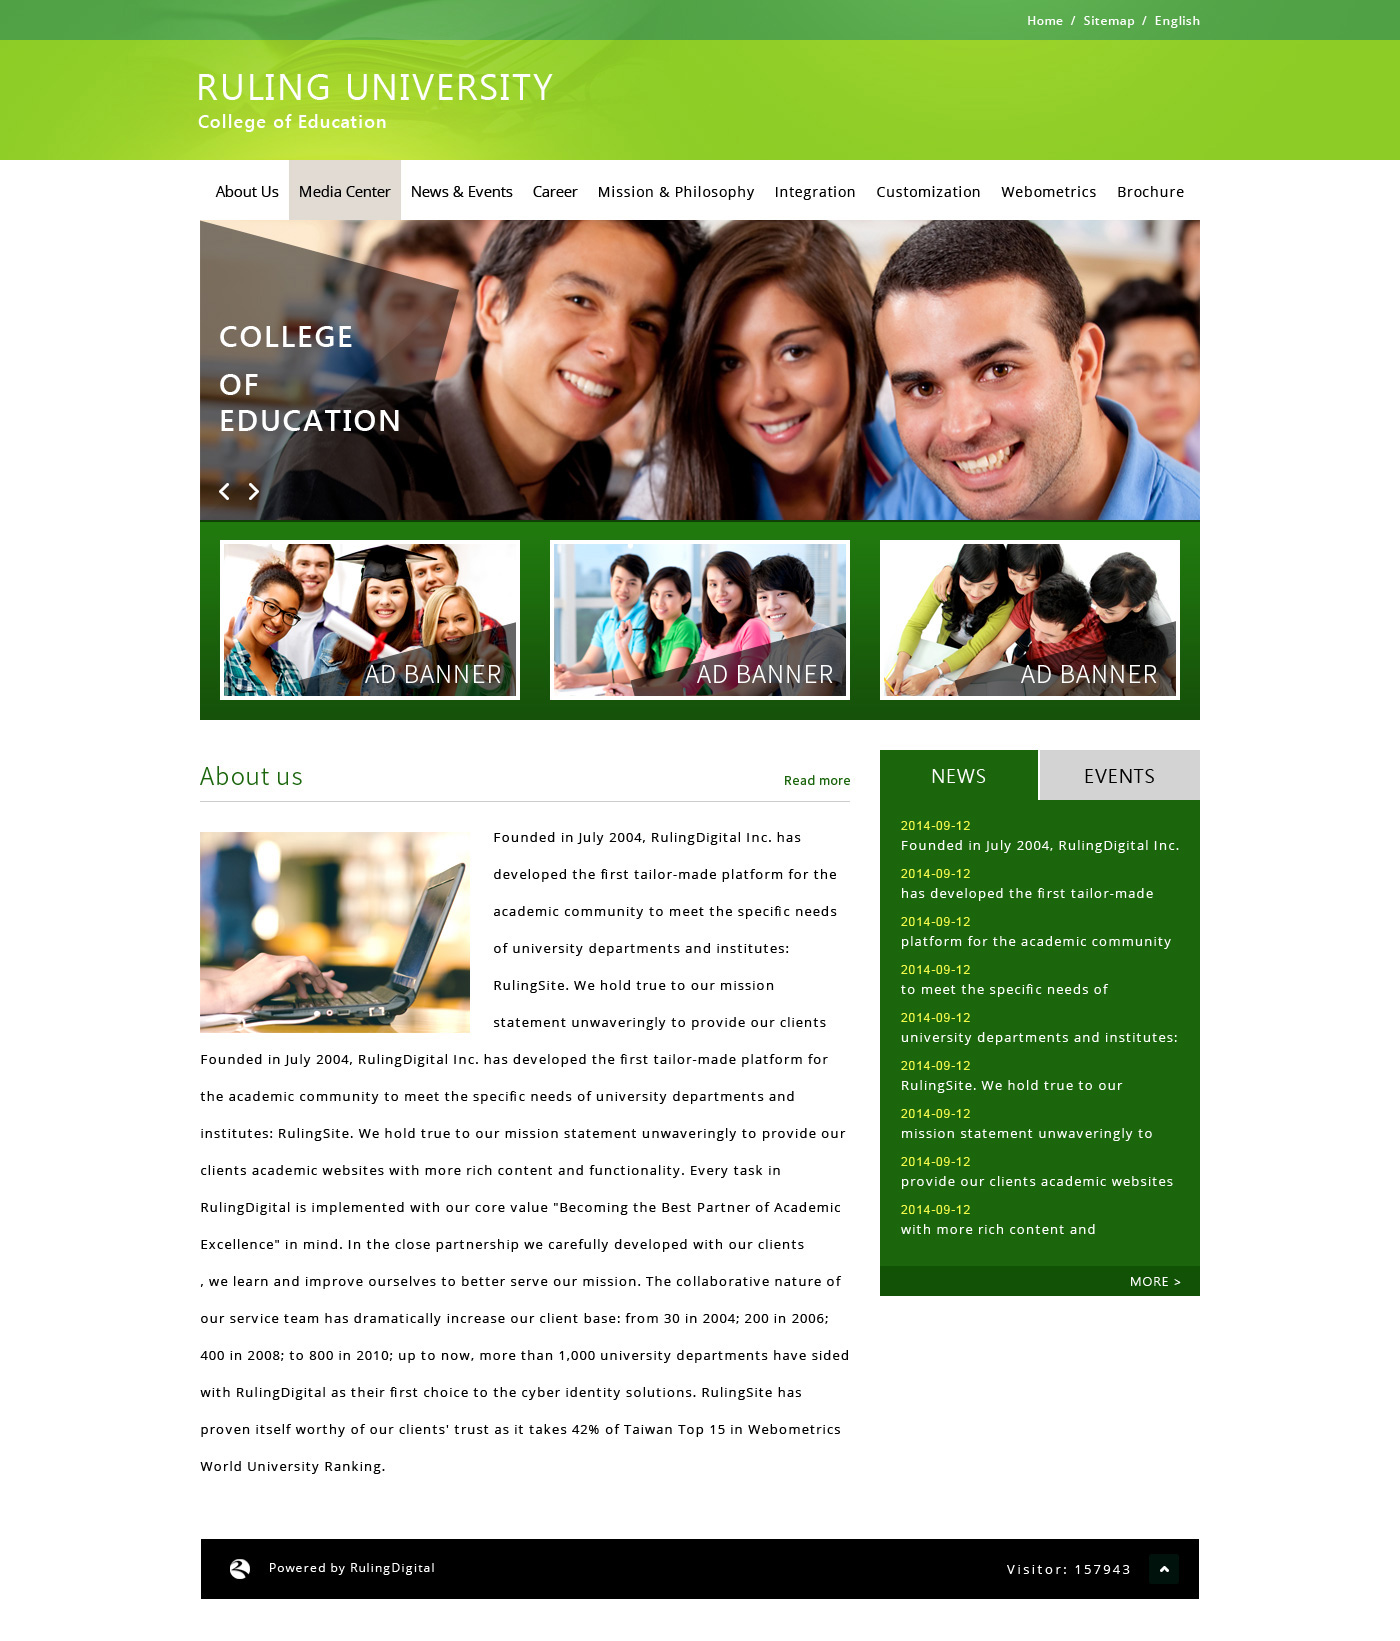 Home / Sitemap / English
RULING UNIVERSITY
College of Education
About Us Media Center News & Events Career Mission & Philosophy Integration Customization Webometrics Brochure
COLLEGE
OF
EDUCATION
AD BANNER
AD BANNER
AD BANNER
About us
Read more
Founded in July 2004, RulingDigital Inc. has
developed the first tailor-made platform for the
academic community to meet the specific needs
of university departments and institutes:
RulingSite. We hold true to our mission
statement unwaveringly to provide our clients
Founded in July 2004, RulingDigital Inc. has developed the first tailor-made platform for
the academic community to meet the specific needs of university departments and
institutes: RulingSite. We hold true to our mission statement unwaveringly to provide our
clients academic websites with more rich content and functionality. Every task in
RulingDigital is implemented with our core value "Becoming the Best Partner of Academic
Excellence" in mind. In the close partnership we carefully developed with our clients
, we learn and improve ourselves to better serve our mission. The collaborative nature of
our service team has dramatically increase our client base: from 30 in 2004; 200 in 2006;
400 in 2008; to 800 in 2010; up to now, more than 1,000 university departments have sided
with RulingDigital as their first choice to the cyber identity solutions. RulingSite has
proven itself worthy of our clients' trust as it takes 42% of Taiwan Top 15 in Webometrics
World University Ranking.
NEWS EVENTS
2014-09-12
Founded in July 2004, RulingDigital Inc.
2014-09-12
has developed the first tailor-made
2014-09-12
platform for the academic community
2014-09-12
to meet the specific needs of
2014-09-12
university departments and institutes:
2014-09-12
RulingSite. We hold true to our
2014-09-12
mission statement unwaveringly to
2014-09-12
provide our clients academic websites
2014-09-12
with more rich content and
MORE >
Powered by RulingDigital
Visitor: 157943